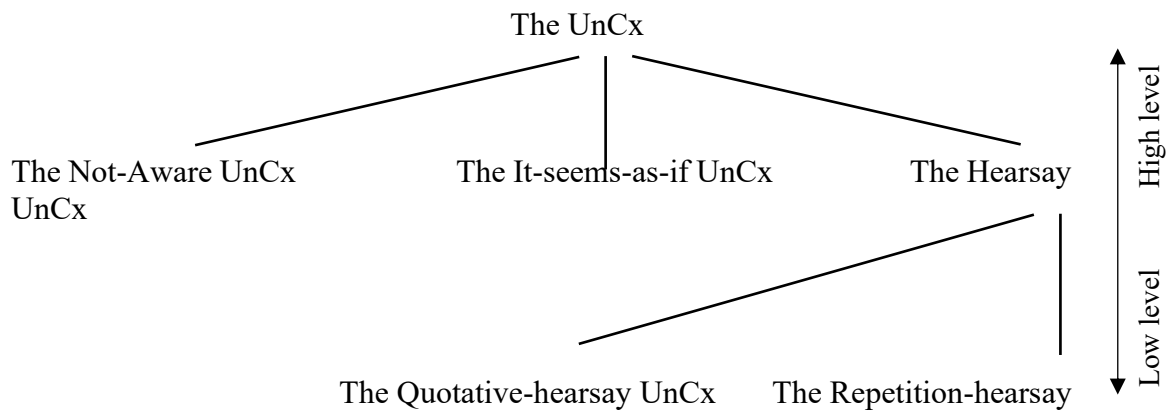 The UnCx
The Not-Aware UnCx The It-seems-as-if UnCx The Hearsay
UnCx
The Quotative-hearsay UnCx The Repetition-hearsay
High level
Low level